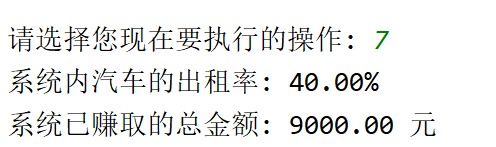 请选择您现在要执行的操作: 7
系统内汽车的出租率: 40.00%
系统已赚取的总金额: 9000.00 元